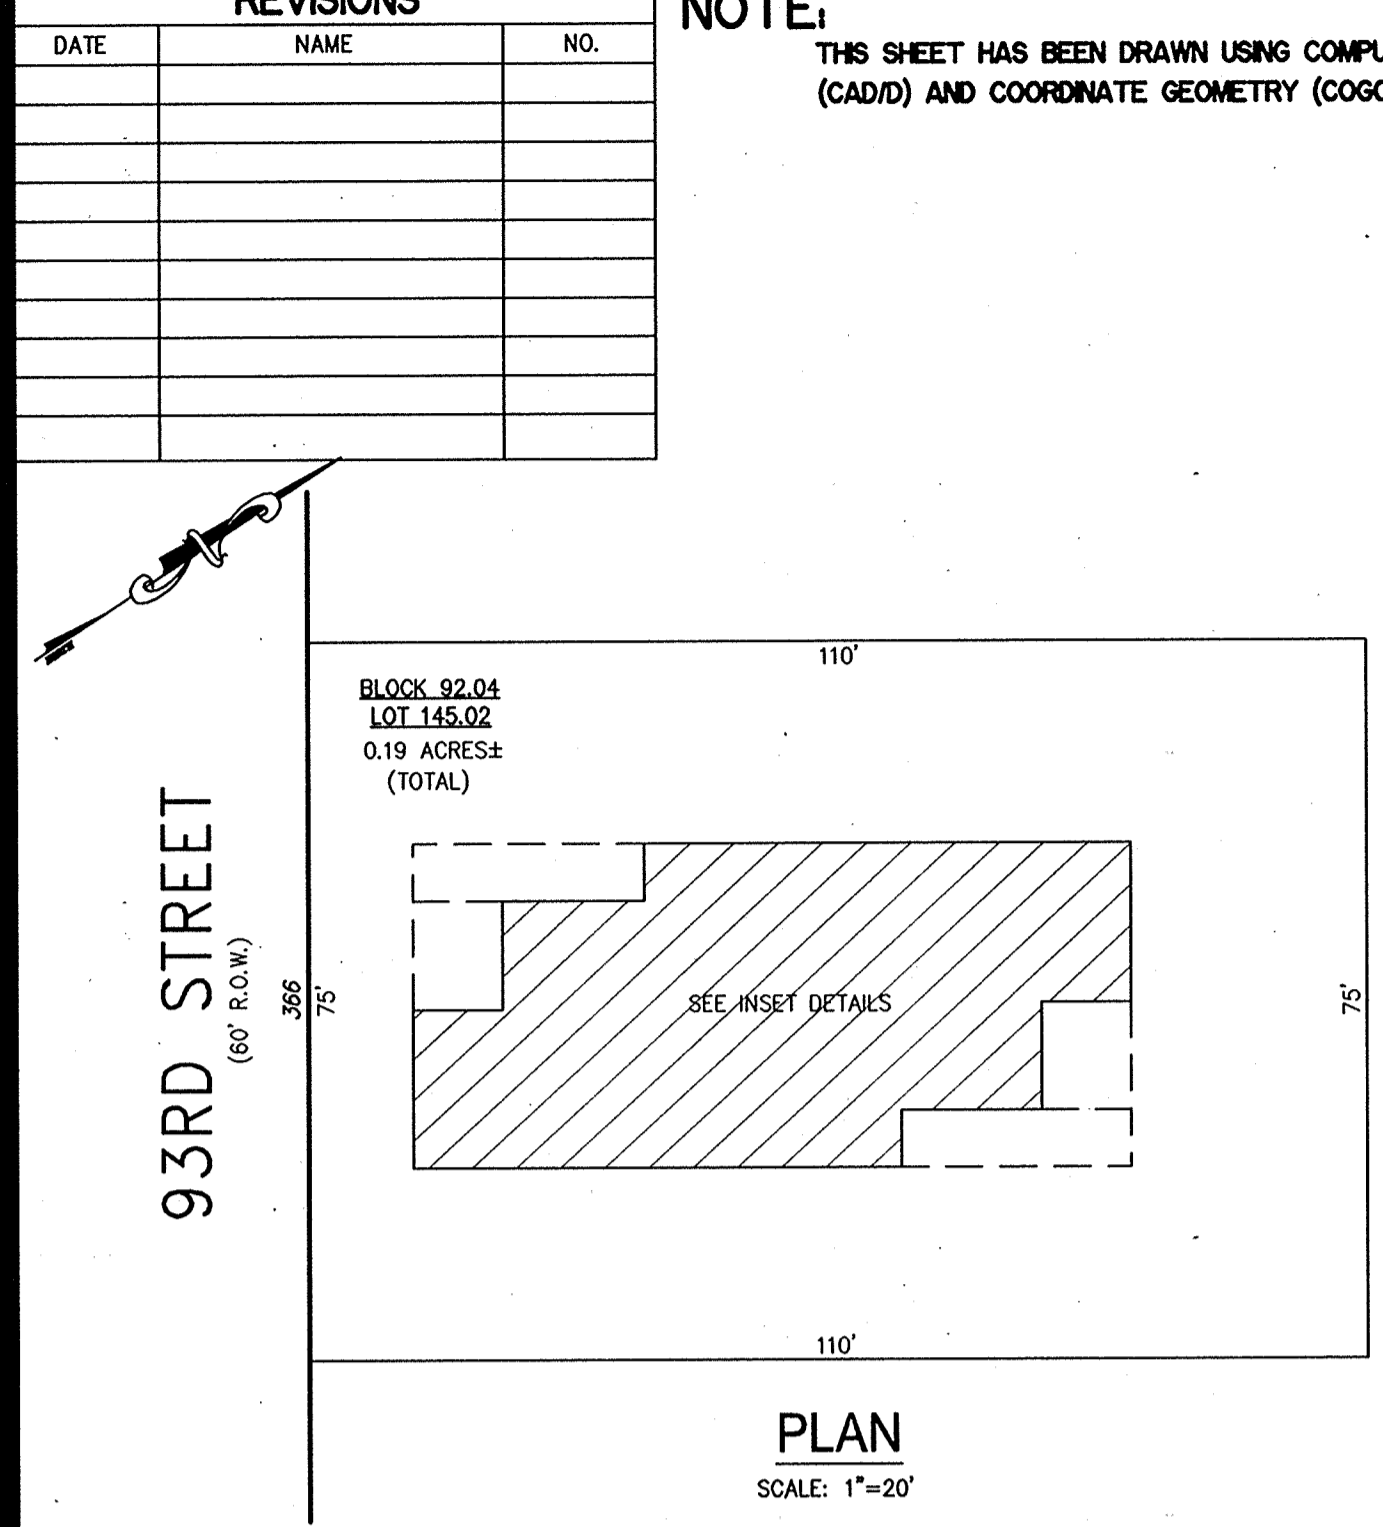 REVISIONS
DATE NAME NO.
NOTE:
THIS SHEET HAS BEEN DRAWN USING
(CAD/D) AND COORDINATE GEOMETRY
110'
BLOCK 92.04
LOT 145.02
0.19 ACRES±
(TOTAL)
93RD STREET
(60' R.O.W.)
366
75'
SEE INSET DETAILS
75'
110'
PLAN
SCALE: 1"=20'